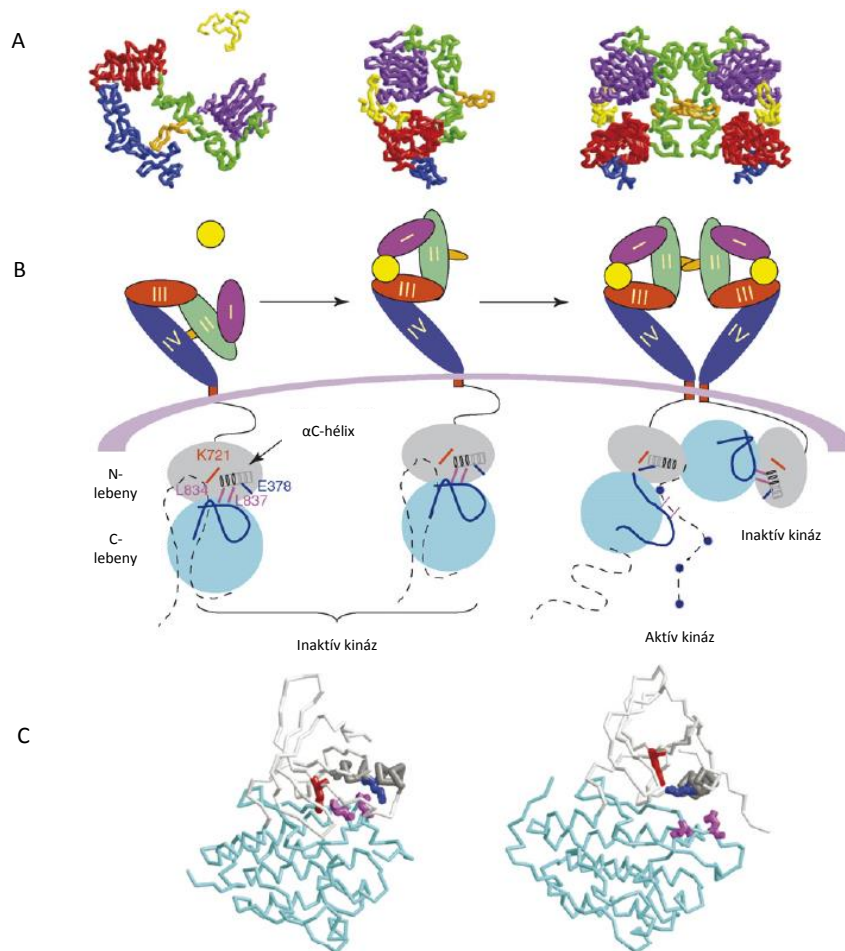 A
B
III
II
I
IV
I
II
III
IV
I
II
II
I
III
III
IV
IV
αC-hélix
K721
N-
lebeny
L834
E378
L837
C-
lebeny
Inaktív kináz
Inaktív kináz
Aktív kináz
C